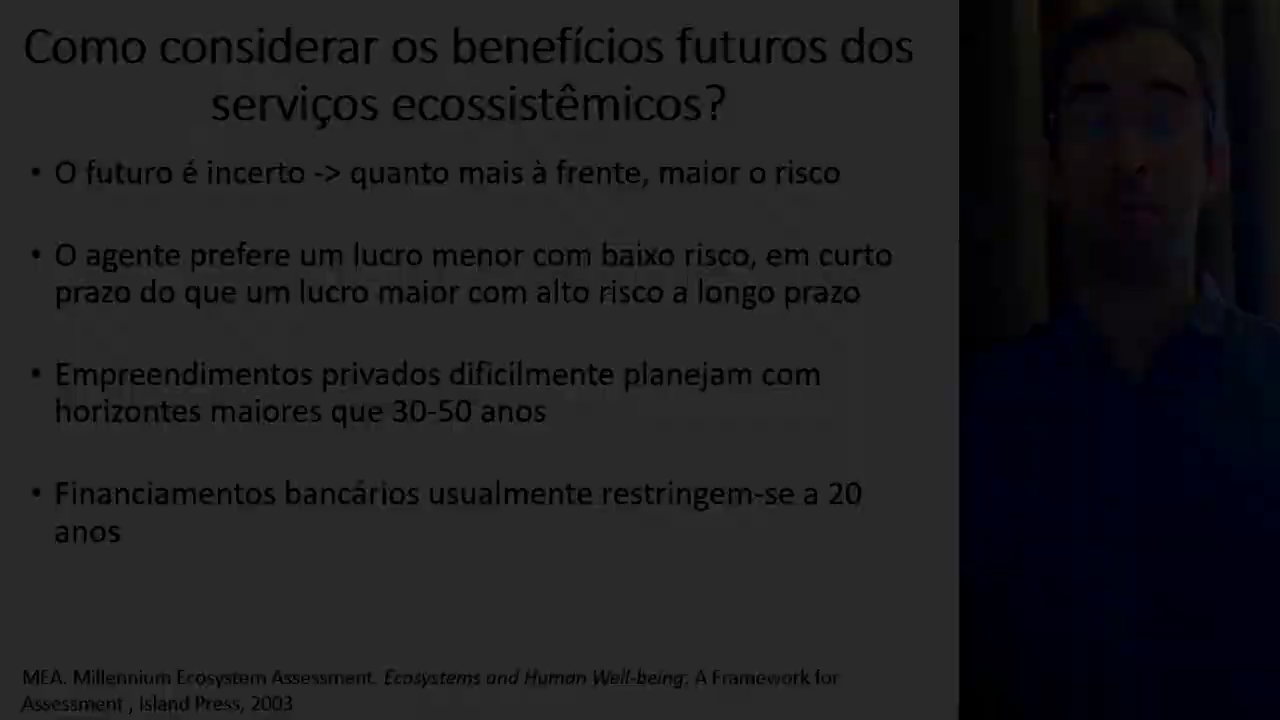 Como considerar os benefícios futuros dos
serviços ecossistêmicos?
• O futuro é incerto -> quanto mais à frente, maior o risco
• O agente prefere um lucro menor com baixo risco, em curto
prazo do que um lucro maior com alto risco a longo prazo
• Empreendimentos privados dificilmente planejam com
horizontes maiores que 30-50 anos
• Financiamentos bancários usualmente restringem-se a 20
anos
MEA. Millennium Ecosystem Assessment. Ecosystems and Human Well-being: A Framework for
Assessment , Island Press, 2003